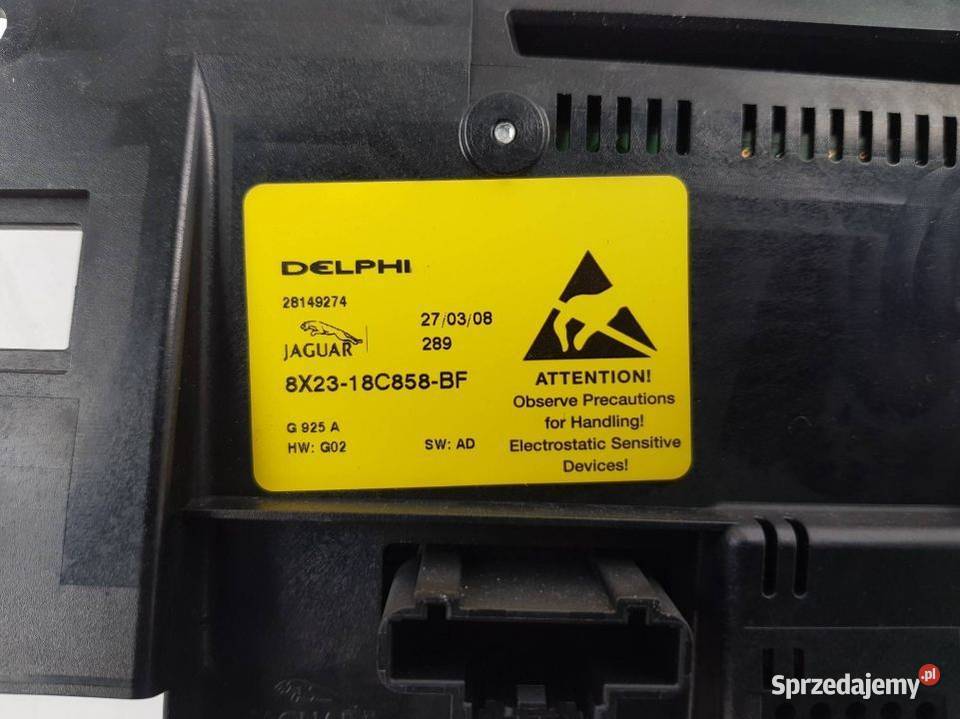 DELPHI
28149274
27/03/08
JAGUAR
289
8X23-18C858-BF
G 925 A
HW: G02
SW: AD
ATTENTION!
Observe Precautions
for Handling!
Electrostatic Sensitive
Devices!
JAGUAR
Sprzedajemy.pl